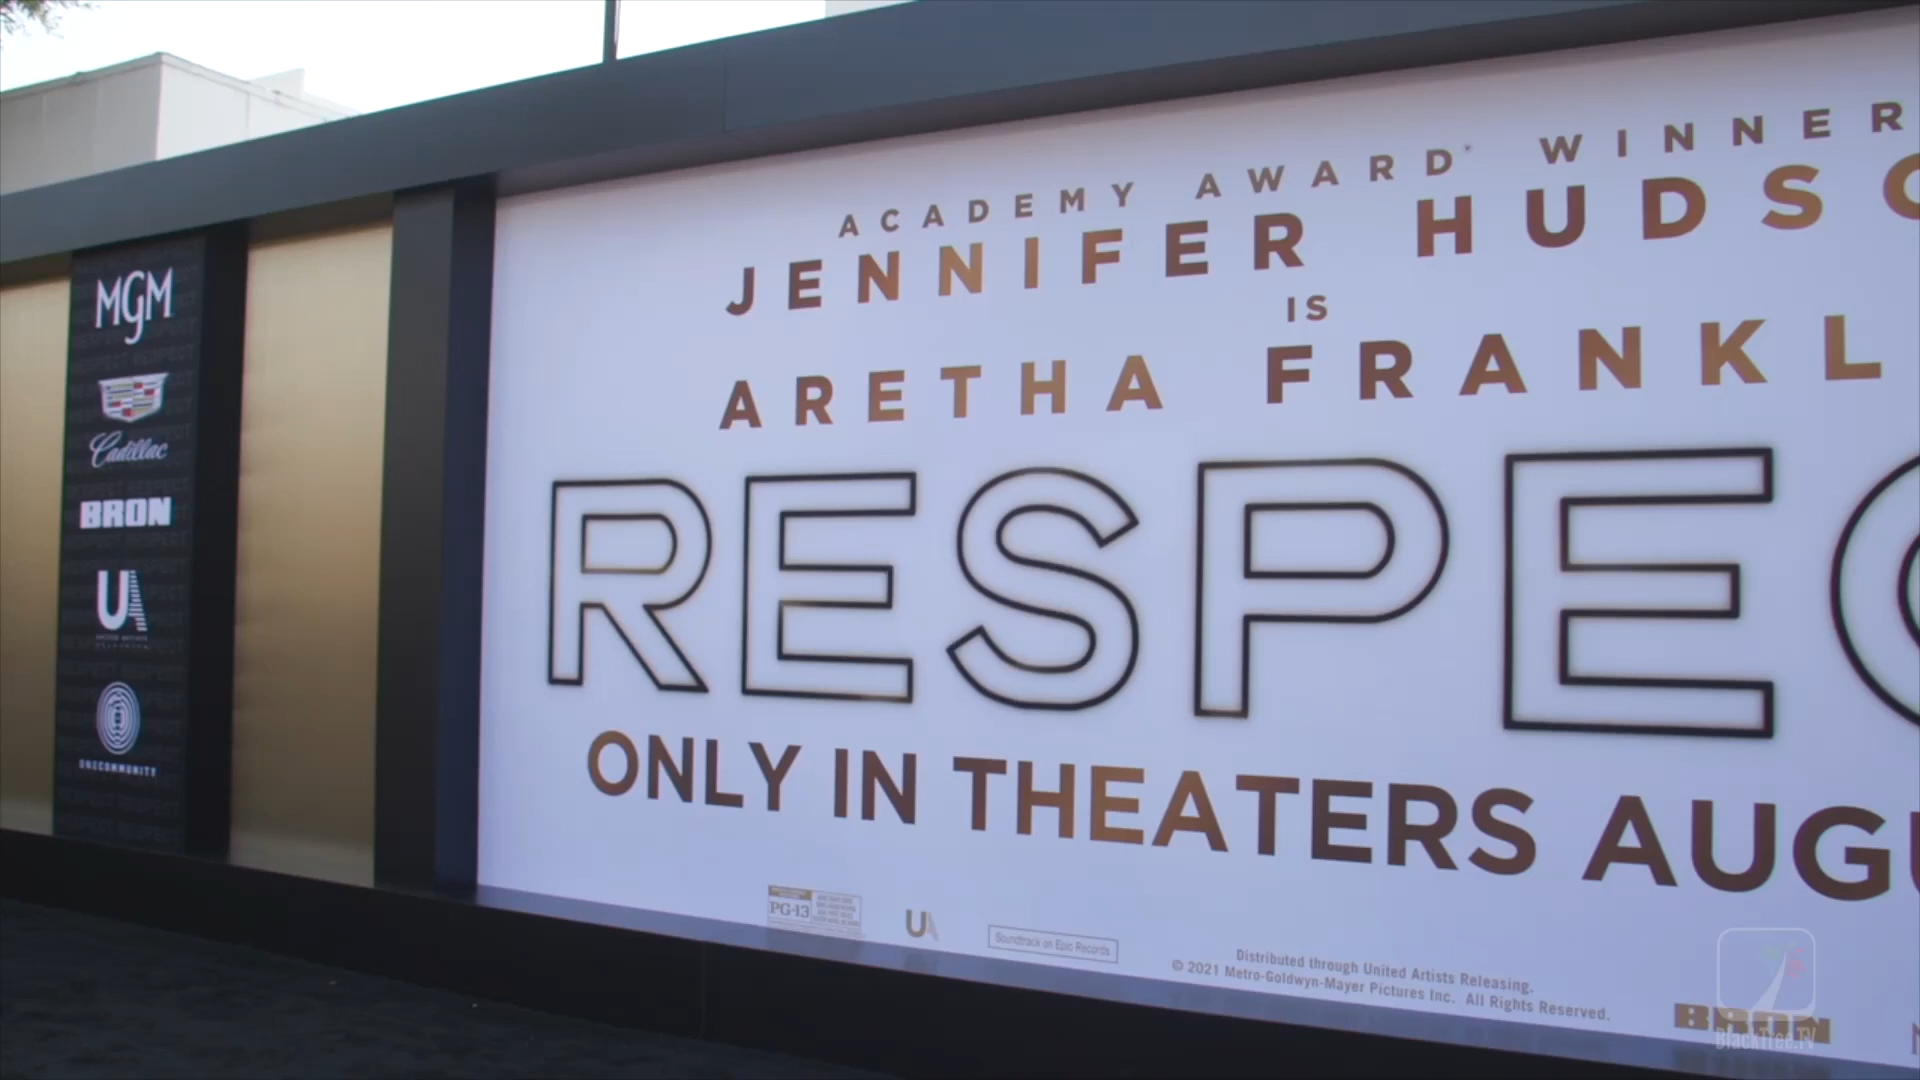 MGM
Cadillac
BRON
UA
ONECOMMUNITY
ACADEMY AWARD WINNER
JENNIFER HUDSO
IS
ARETHA FRANKL
RESPEC
ONLY IN THEATERS AUGU
PG-13
UA
Soundtrack on Epic Records
Distributed through United Artists Releasing.
© 2021 Metro-Goldwyn-Mayer Pictures Inc. All Rights Reserved.
BRON
BlackTree.TV